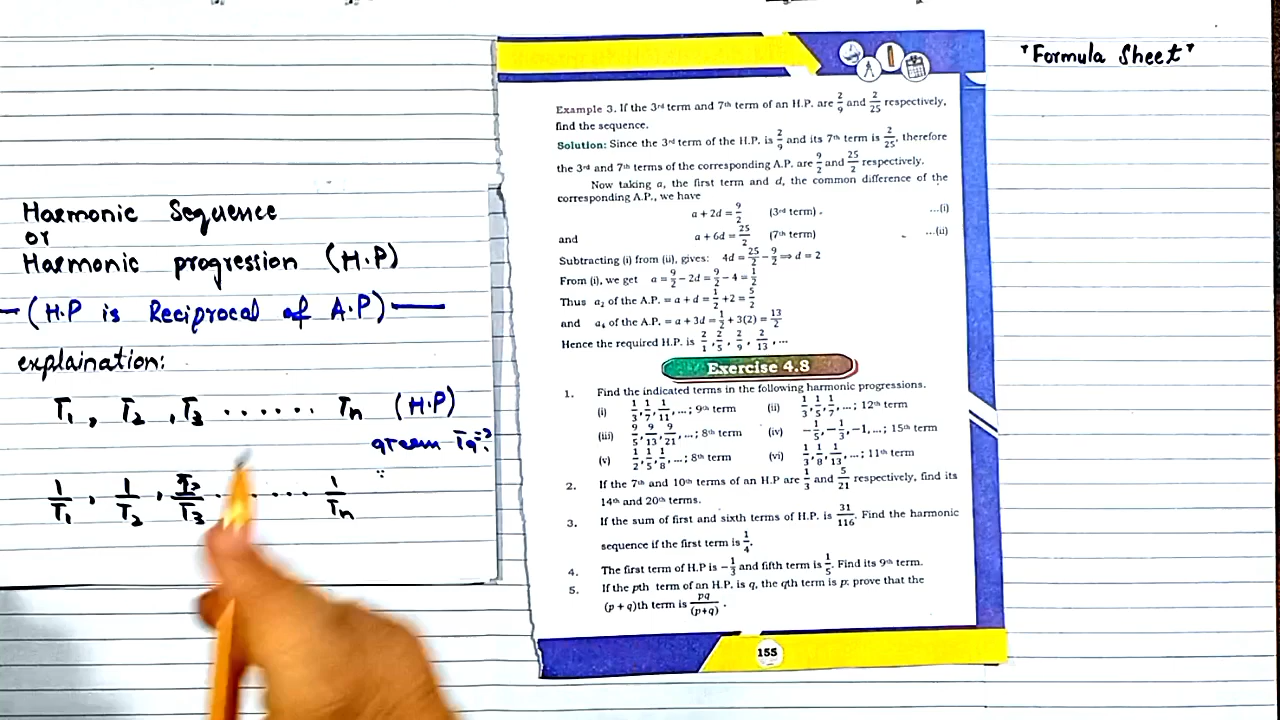 Harmonic Sequence
or
Harmonic progression (H.P)
(H.P is Reciprocal of A.P)
explaination:
T₁, T₂, T₃ ...... Tn (H.P)
T₉=?
1/T₁, 1/T₂, T₂/T₃ ...... 1/Tn
Example 3. If the 3rd term and 7th term of an H.P. are 2/9 and 2/25 respectively,
find the sequence.
Solution: Since the 3rd term of the H.P. is 2/9 and its 7th term is 2/25, therefore
the 3rd and 7th terms of the corresponding A.P. are 9/2 and 25/2 respectively.
Now taking a, the first term and d, the common difference of the
corresponding A.P., we have
a + 2d = 9/2 (3rd term) ...(i)
and a + 6d = 25/2 (7th term) ...(ii)
Subtracting (i) from (ii), gives: 4d = 25/2 − 9/2 ⇒ d = 2
From (i), we get a = 9/2 − 2d = 9/2 − 4 = 1/2
Thus a₂ of the A.P. = a + d = 1/2 + 2 = 5/2
and a₄ of the A.P. = a + 3d = 1/2 + 3(2) = 13/2
Hence the required H.P. is 2/1, 2/5, 2/9, 2/13, ...
Exercise 4.8
1. Find the indicated terms in the following harmonic progressions.
(i) 1/3, 1/7, 1/11, ...; 9th term (ii) 1/3, 1/5, 1/7, ...; 12th term
(iii) 9/5, 9/13, 9/21, ...; 8th term (iv) −1/5, −1/3, −1, ...; 15th term
(v) 1/2, 1/5, 1/8, ...; 8th term (vi) 1/3, 1/8, 1/13, ...; 11th term
2. If the 7th and 10th terms of an H.P. are 1/3 and 5/21 respectively, find its
14th and 20th terms.
3. If the sum of first and sixth terms of H.P. is 31/116. Find the harmonic
sequence if the first term is 1/4.
4. The first term of H.P is −1/3 and fifth term is 1/5. Find its 9th term.
5. If the pth term of an H.P. is q, the qth term is p: prove that the
(p + q)th term is pq/(p+q).
155
"Formula Sheet"